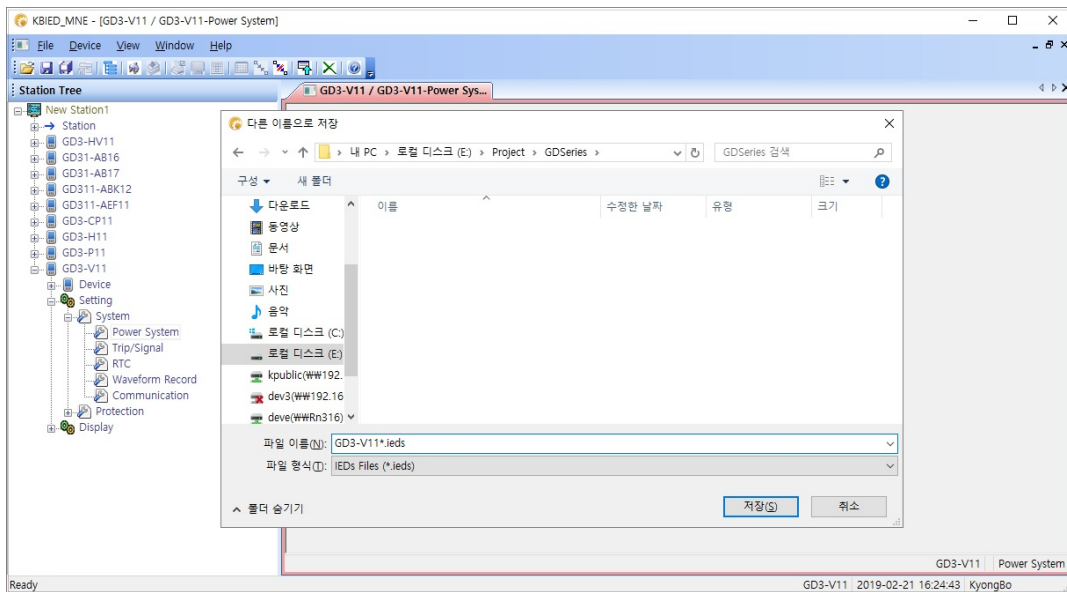 KBIED_MNE - [GD3-V11 / GD3-V11-Power System]
File Device View Window Help
Station Tree
GD3-V11 / GD3-V11-Power Sys...
New Station1
Station
GD3-HV11
GD31-AB16
GD31-AB17
GD311-ABK12
GD311-AEF11
GD3-CP11
GD3-H11
GD3-P11
GD3-V11
Device
Setting
System
Power System
Trip/Signal
RTC
Waveform Record
Communication
Protection
Display
다른 이름으로 저장
내 PC > 로컬 디스크 (E:) > Project > GDSeries >
GDSeries 검색
구성 새 폴더
이름 수정한 날짜 유형 크기
다운로드
동영상
문서
바탕 화면
사진
음악
로컬 디스크 (C:)
로컬 디스크 (E:)
kpublic(₩₩192.
dev3(₩₩192.16
deve(₩₩Rn316)
파일 이름(N): GD3-V11*.ieds
파일 형식(T): IEDs Files (*.ieds)
폴더 숨기기
저장(S) 취소
GD3-V11 Power System
Ready GD3-V11 2019-02-21 16:24:43 KyongBo